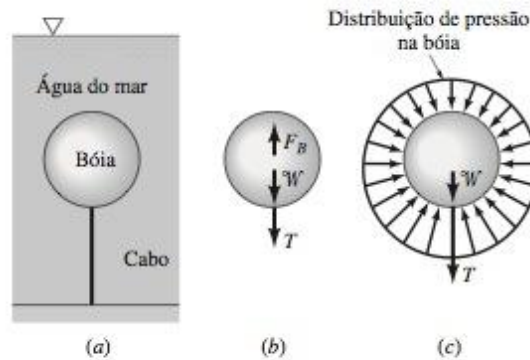 Distribuição de pressão
na bóia
Água do mar
Bóia
Cabo
F_B
W
T
W
T
(a)
(b)
(c)